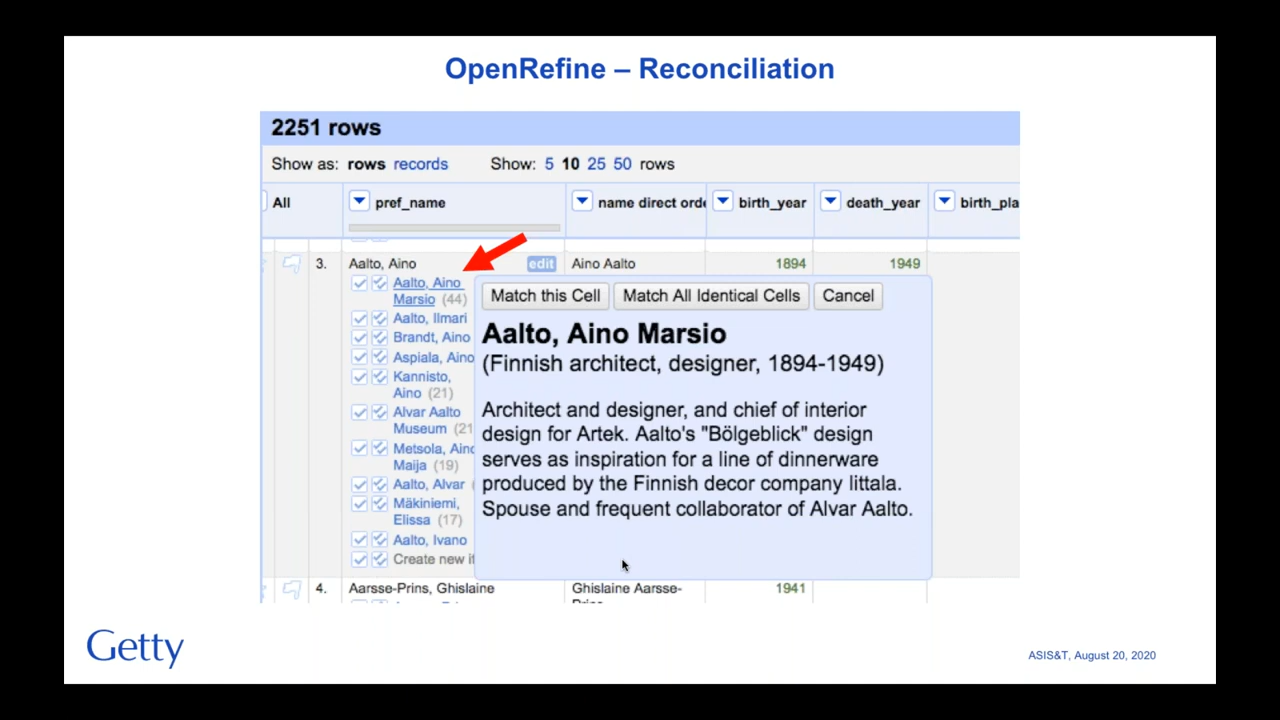 OpenRefine – Reconciliation
2251 rows
Show as: rows records Show: 5 10 25 50 rows
All pref_name name direct orde birth_year death_year birth_pla
3. Aalto, Aino edit Aino Aalto 1894 1949
Aalto, Aino
Marsio (44)
Aalto, Ilmari
Brandt, Aino
Aspiala, Aino
Kannisto,
Aino (21)
Alvar Aalto
Museum (21
Metsola, Aino
Maija (19)
Aalto, Alvar
Mäkiniemi,
Elissa (17)
Aalto, Ivano
Create new it
Match this Cell Match All Identical Cells Cancel
Aalto, Aino Marsio
(Finnish architect, designer, 1894-1949)
Architect and designer, and chief of interior
design for Artek. Aalto's "Bölgeblick" design
serves as inspiration for a line of dinnerware
produced by the Finnish decor company Iittala.
Spouse and frequent collaborator of Alvar Aalto.
4. Aarsse-Prins, Ghislaine Ghislaine Aarsse- 1941
Getty
ASIS&T, August 20, 2020